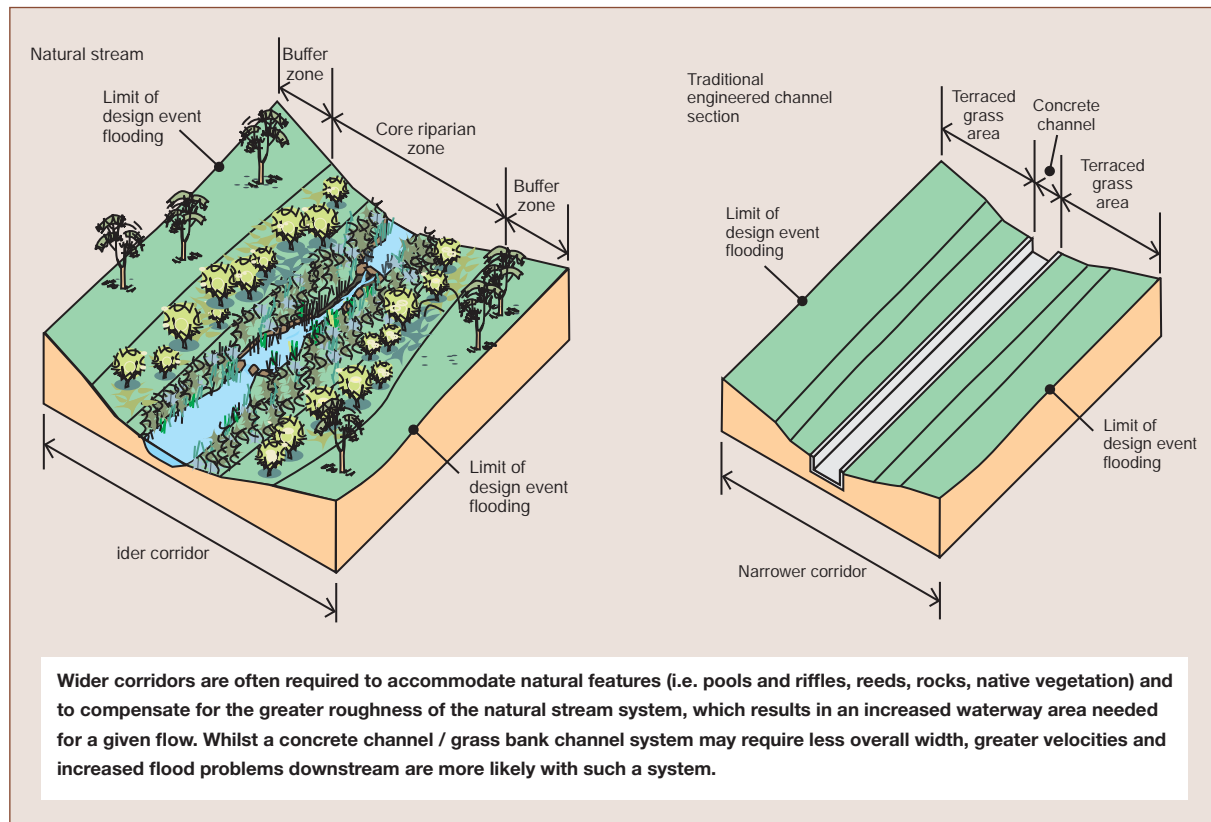 Natural stream
Buffer
zone
Limit of
design event
flooding
Core riparian
zone
Buffer
zone
Limit of
design event
flooding
ider corridor
Traditional
engineered channel
section
Terraced
grass
area
Concrete
channel
Terraced
grass
area
Limit of
design event
flooding
Limit of
design event
flooding
Narrower corridor
Wider corridors are often required to accommodate natural features (i.e. pools and riffles, reeds, rocks, native vegetation) and
to compensate for the greater roughness of the natural stream system, which results in an increased waterway area needed
for a given flow. Whilst a concrete channel / grass bank channel system may require less overall width, greater velocities and
increased flood problems downstream are more likely with such a system.